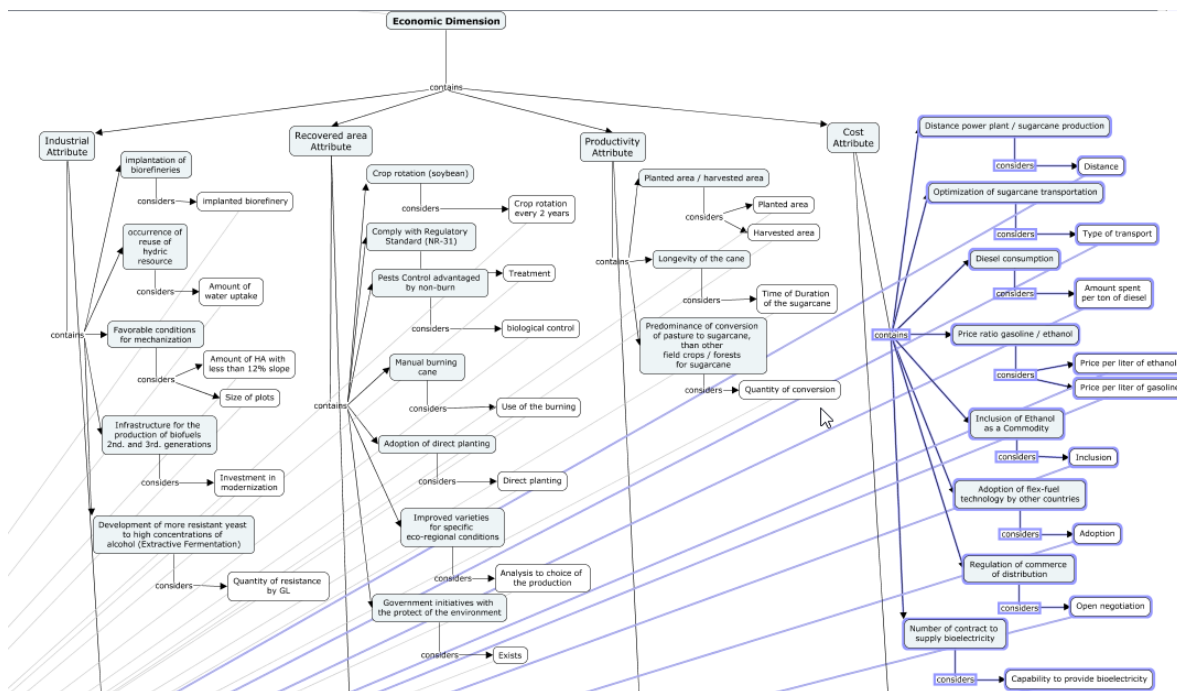 Economic Dimension
contains
Industrial
Attribute
implantation of
biorefineries
considers
implanted biorefinery
occurrence of
reuse of
hydric
resource
considers
Amount of
water uptake
contains
Favorable conditions
for mechanization
considers
Amount of HA with
less than 12% slope
Size of plots
Infrastructure for the
production of biofuels
2nd. and 3rd. generations
considers
Investment in
modernization
Development of more resistant yeast
to high concentrations of
alcohol (Extractive Fermentation)
considers
Quantity of resistance
by GL
Recovered area
Attribute
Crop rotation (soybean)
considers
Crop rotation
every 2 years
Comply with Regulatory
Standard (NR-31)
Treatment
Pests Control advantaged
by non-burn
considers
biological control
Manual burning
cane
contains
considers
Use of the burning
Adoption of direct planting
considers
Direct planting
Improved varieties
for specific
eco-regional conditions
considers
Analysis to choice of
the production
Government initiatives with
the protect of the environment
considers
Exists
Productivity
Attribute
Planted area / harvested area
considers
Planted area
Harvested area
contains
Longevity of the cane
considers
Time of Duration
of the sugarcane
Predominance of conversion
of pasture to sugarcane,
than other
field crops / forests
for sugarcane
considers
Quantity of conversion
Cost
Attribute
Distance power plant / sugarcane production
considers
Distance
Optimization of sugarcane transportation
considers
Type of transport
Diesel consumption
considers
Amount spent
per ton of diesel
contains
Price ratio gasoline / ethanol
considers
Price per liter of ethanol
Price per liter of gasoline
Inclusion of Ethanol
as a Commodity
considers
Inclusion
Adoption of flex-fuel
technology by other countries
considers
Adoption
Regulation of commerce
of distribution
considers
Open negotiation
Number of contract to
supply bioelectricity
considers
Capability to provide bioelectricity